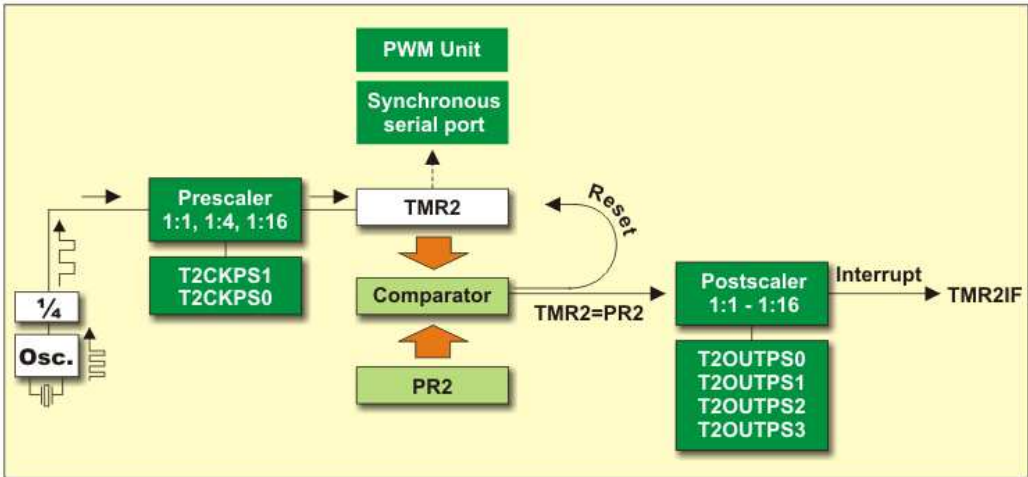 PWM Unit
Synchronous
serial port
Prescaler
1:1, 1:4, 1:16
TMR2
Reset
T2CKPS1
T2CKPS0
¼
Osc.
Comparator
TMR2=PR2
PR2
Postscaler
1:1 - 1:16
Interrupt
TMR2IF
T2OUTPS0
T2OUTPS1
T2OUTPS2
T2OUTPS3